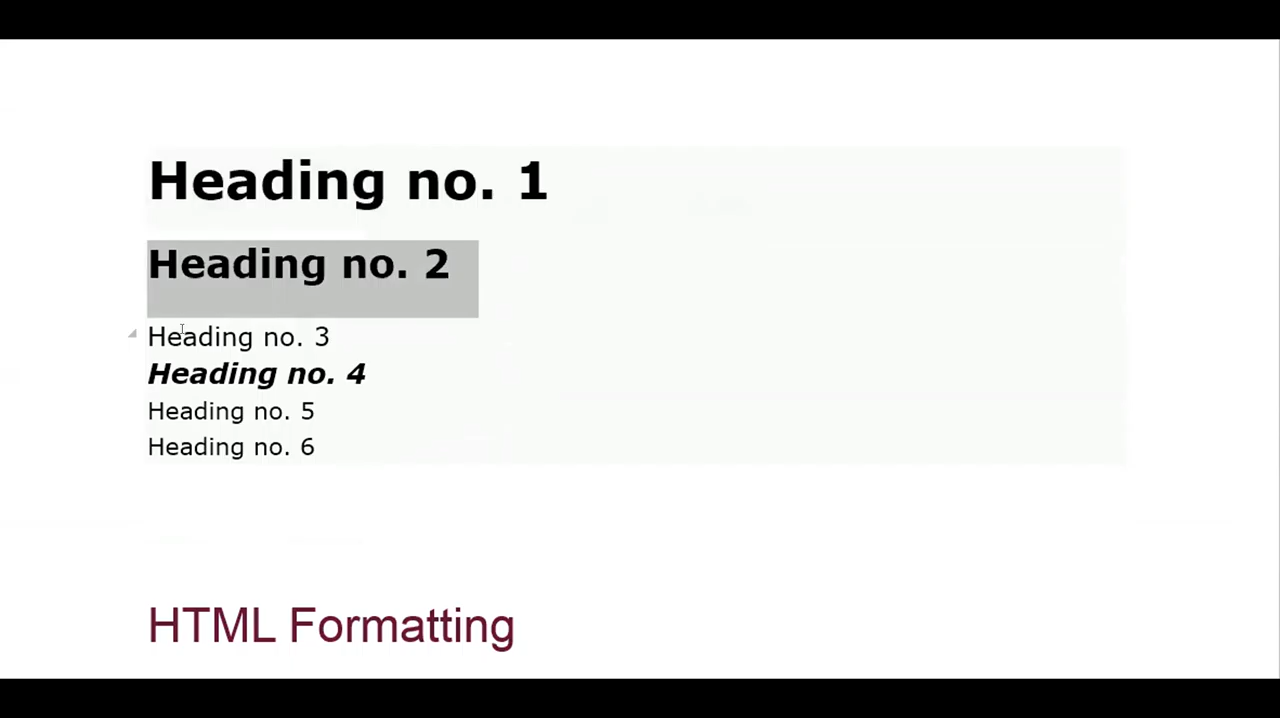 Heading no. 1
Heading no. 2
Heading no. 3
Heading no. 4
Heading no. 5
Heading no. 6
HTML Formatting